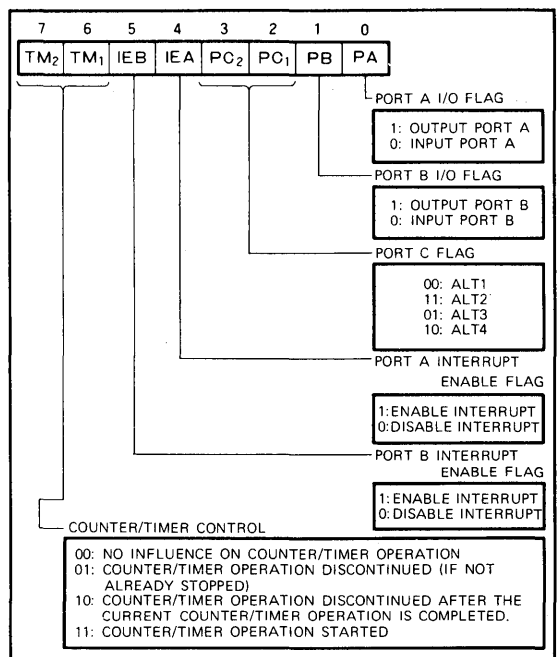 7 6 5 4 3 2 1 0
TM₂ TM₁ IEB IEA PC₂ PC₁ PB PA
PORT A I/O FLAG
1: OUTPUT PORT A
0: INPUT PORT A
PORT B I/O FLAG
1: OUTPUT PORT B
0: INPUT PORT B
PORT C FLAG
00: ALT1
11: ALT2
01: ALT3
10: ALT4
PORT A INTERRUPT
ENABLE FLAG
1:ENABLE INTERRUPT
0:DISABLE INTERRUPT
PORT B INTERRUPT
ENABLE FLAG
1:ENABLE INTERRUPT
0:DISABLE INTERRUPT
COUNTER/TIMER CONTROL
00: NO INFLUENCE ON COUNTER/TIMER OPERATION
01: COUNTER/TIMER OPERATION DISCONTINUED (IF NOT
ALREADY STOPPED)
10: COUNTER/TIMER OPERATION DISCONTINUED AFTER THE
CURRENT COUNTER/TIMER OPERATION IS COMPLETED.
11: COUNTER/TIMER OPERATION STARTED